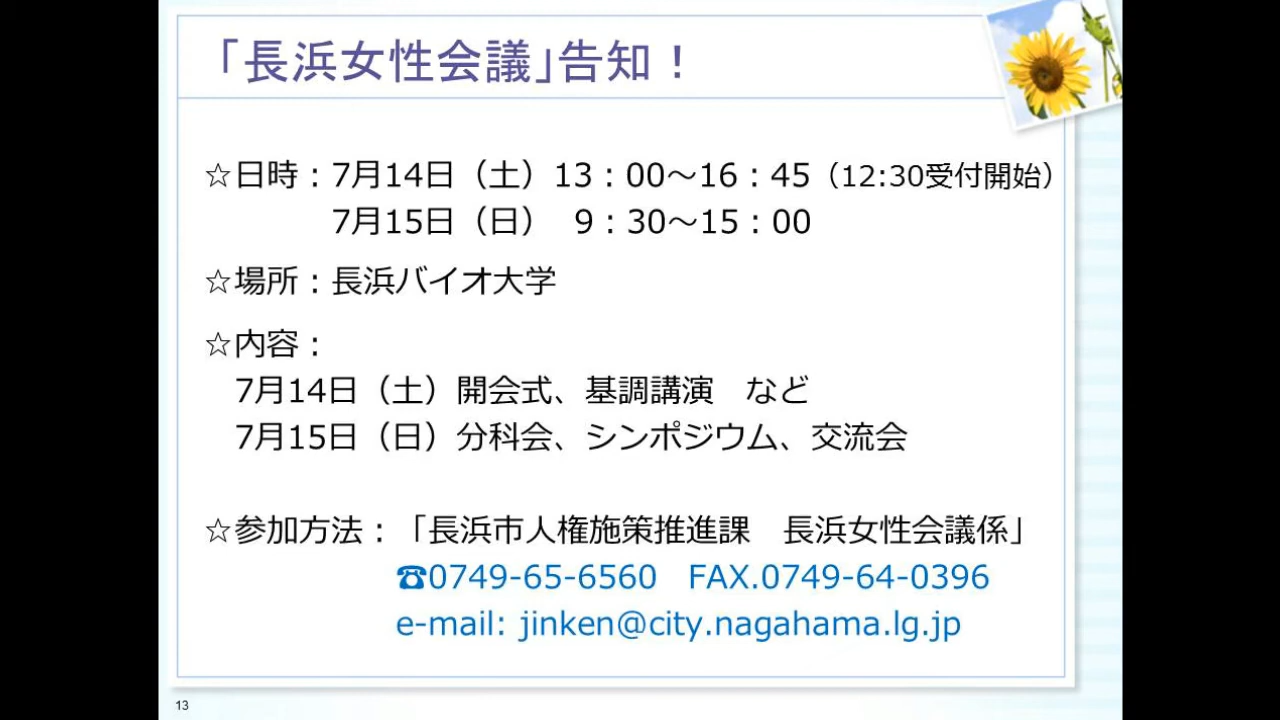 「長浜女性会議」告知！
☆日時：7月14日（土）13：00～16：45（12:30受付開始）
7月15日（日）　9：30～15：00
☆場所：長浜バイオ大学
☆内容：
7月14日（土）開会式、基調講演　など
7月15日（日）分科会、シンポジウム、交流会
☆参加方法：「長浜市人権施策推進課　長浜女性会議係」
☎0749-65-6560　FAX.0749-64-0396
e-mail: jinken@city.nagahama.lg.jp
13